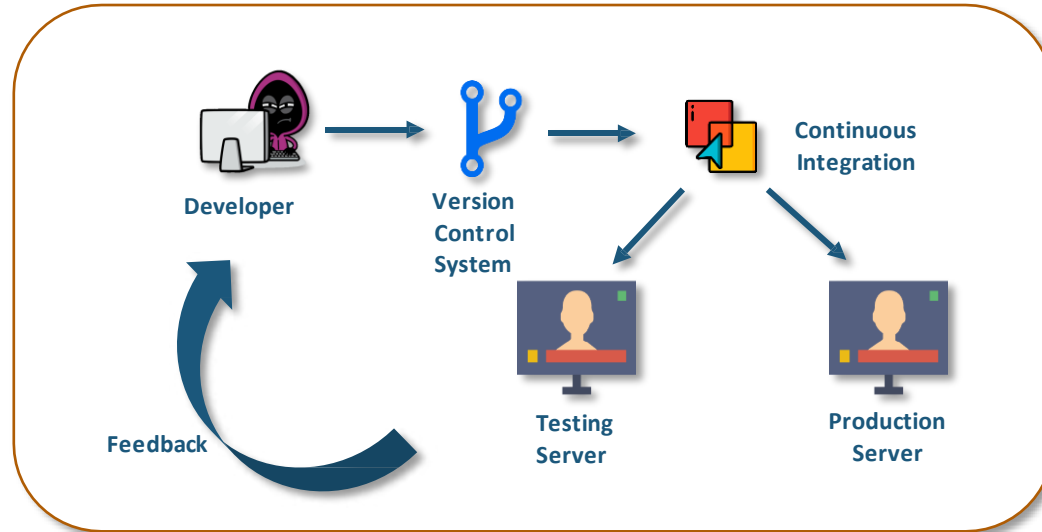 Developer
Version
Control
System
Continuous
Integration
Testing
Server
Production
Server
Feedback